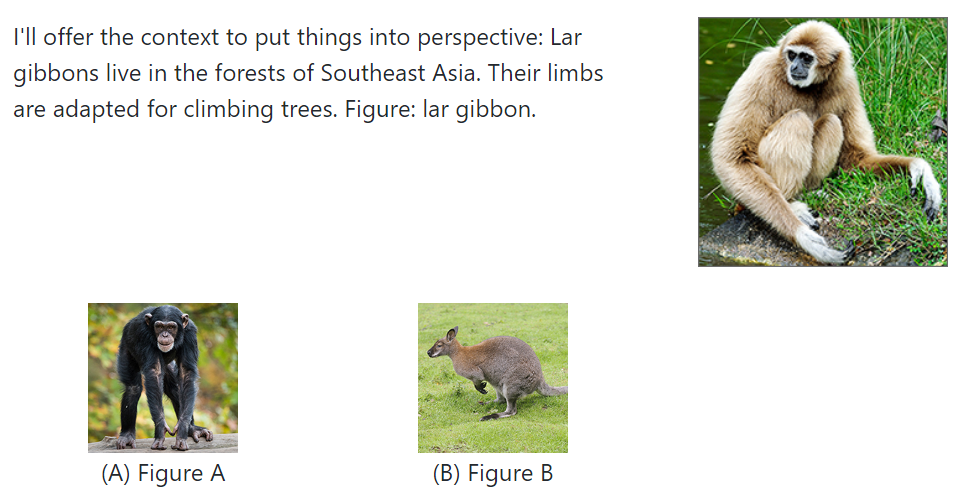 I'll offer the context to put things into perspective: Lar
gibbons live in the forests of Southeast Asia. Their limbs
are adapted for climbing trees. Figure: lar gibbon.
(A) Figure A
(B) Figure B